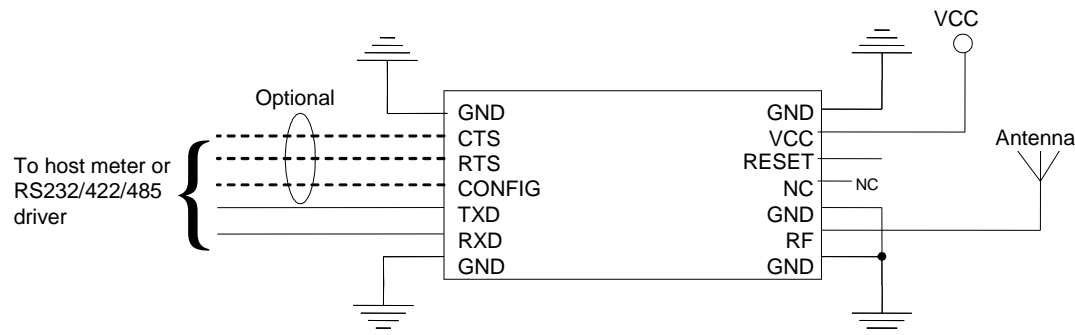 VCC
Optional
Antenna
To host meter or
RS232/422/485
driver
GND
CTS
RTS
CONFIG
TXD
RXD
GND
GND
VCC
RESET
NC
NC
GND
RF
GND